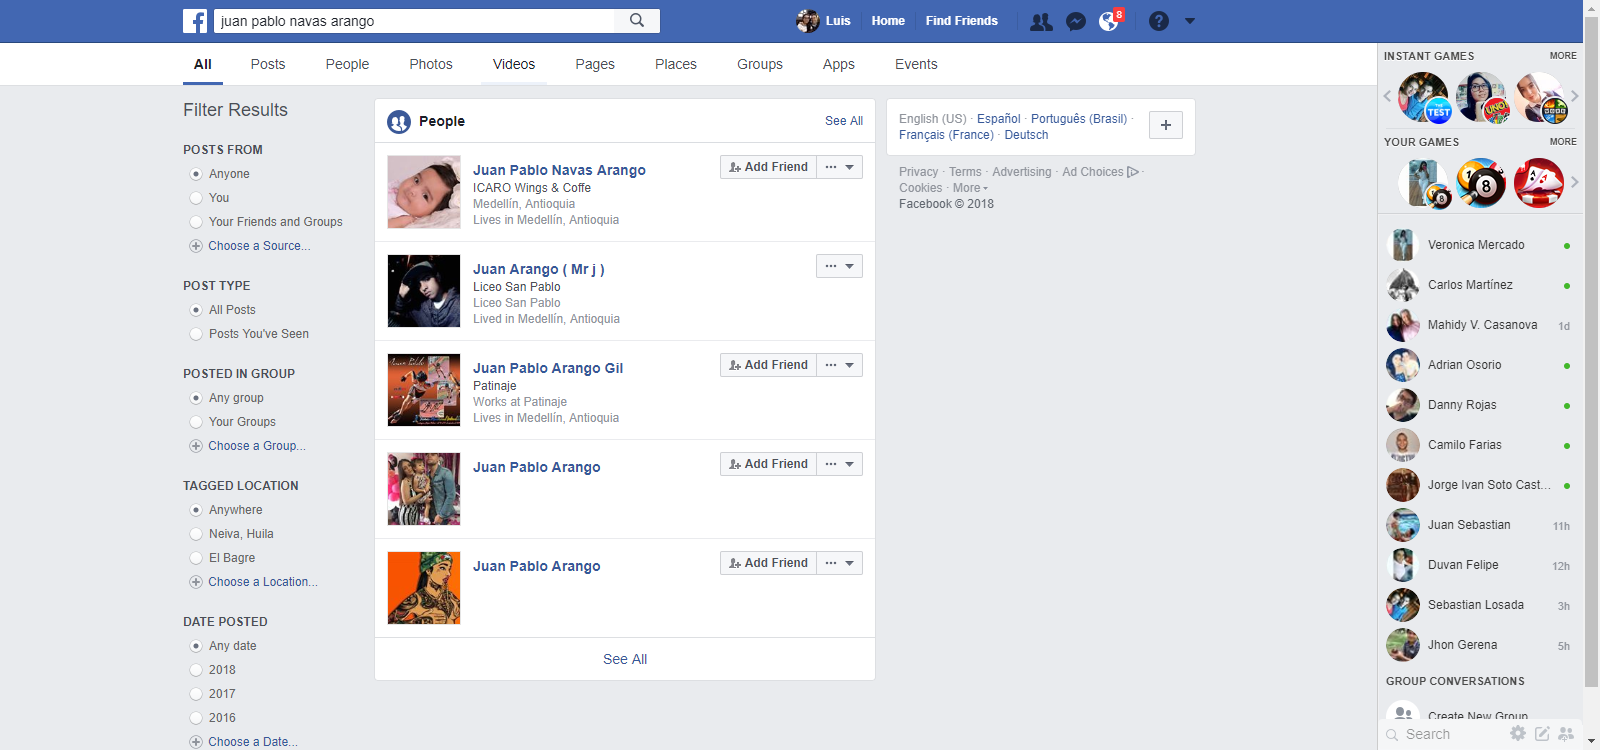 juan pablo navas arango
Luis Home Find Friends 8
All Posts People Photos Videos Pages Places Groups Apps Events
Filter Results
POSTS FROM
Anyone
You
Your Friends and Groups
Choose a Source...
POST TYPE
All Posts
Posts You've Seen
POSTED IN GROUP
Any group
Your Groups
Choose a Group...
TAGGED LOCATION
Anywhere
Neiva, Huila
El Bagre
Choose a Location...
DATE POSTED
Any date
2018
2017
2016
Choose a Date...
People See All
Juan Pablo Navas Arango Add Friend
ICARO Wings & Coffe
Medellín, Antioquia
Lives in Medellín, Antioquia
Juan Arango ( Mr j )
Liceo San Pablo
Liceo San Pablo
Lived in Medellín, Antioquia
Juan Pablo Arango Gil Add Friend
Patinaje
Works at Patinaje
Lives in Medellín, Antioquia
Juan Pablo Arango Add Friend
Juan Pablo Arango Add Friend
See All
English (US) · Español · Português (Brasil) ·
Français (France) · Deutsch
Privacy · Terms · Advertising · Ad Choices ·
Cookies · More
Facebook © 2018
INSTANT GAMES MORE
THE TEST
UNO
YOUR GAMES MORE
Veronica Mercado
Carlos Martínez
Mahidy V. Casanova 1d
Adrian Osorio
Danny Rojas
Camilo Farias
Jorge Ivan Soto Cast...
Juan Sebastian 11h
Duvan Felipe 12h
Sebastian Losada 3h
Jhon Gerena 5h
GROUP CONVERSATIONS
Create New Group
Search